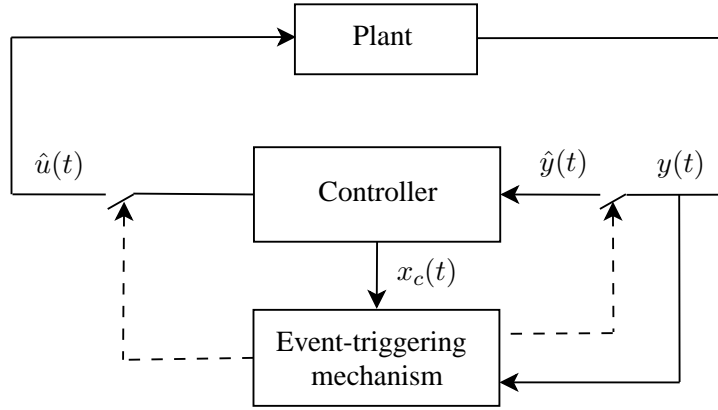 Plant
û(t)
Controller
ŷ(t)
y(t)
x_c(t)
Event-triggering
mechanism